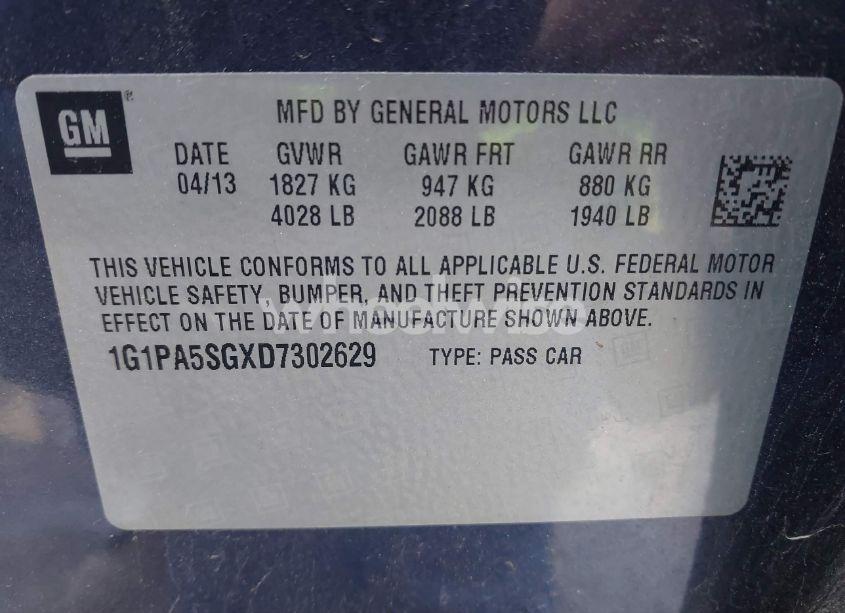 GM ®
MFD BY GENERAL MOTORS LLC
DATE GVWR GAWR FRT GAWR RR
04/13 1827 KG 947 KG 880 KG
4028 LB 2088 LB 1940 LB
THIS VEHICLE CONFORMS TO ALL APPLICABLE U.S. FEDERAL MOTOR
VEHICLE SAFETY, BUMPER, AND THEFT PREVENTION STANDARDS IN
EFFECT ON THE DATE OF MANUFACTURE SHOWN ABOVE.
wheelwire
1G1PA5SGXD7302629 TYPE: PASS CAR